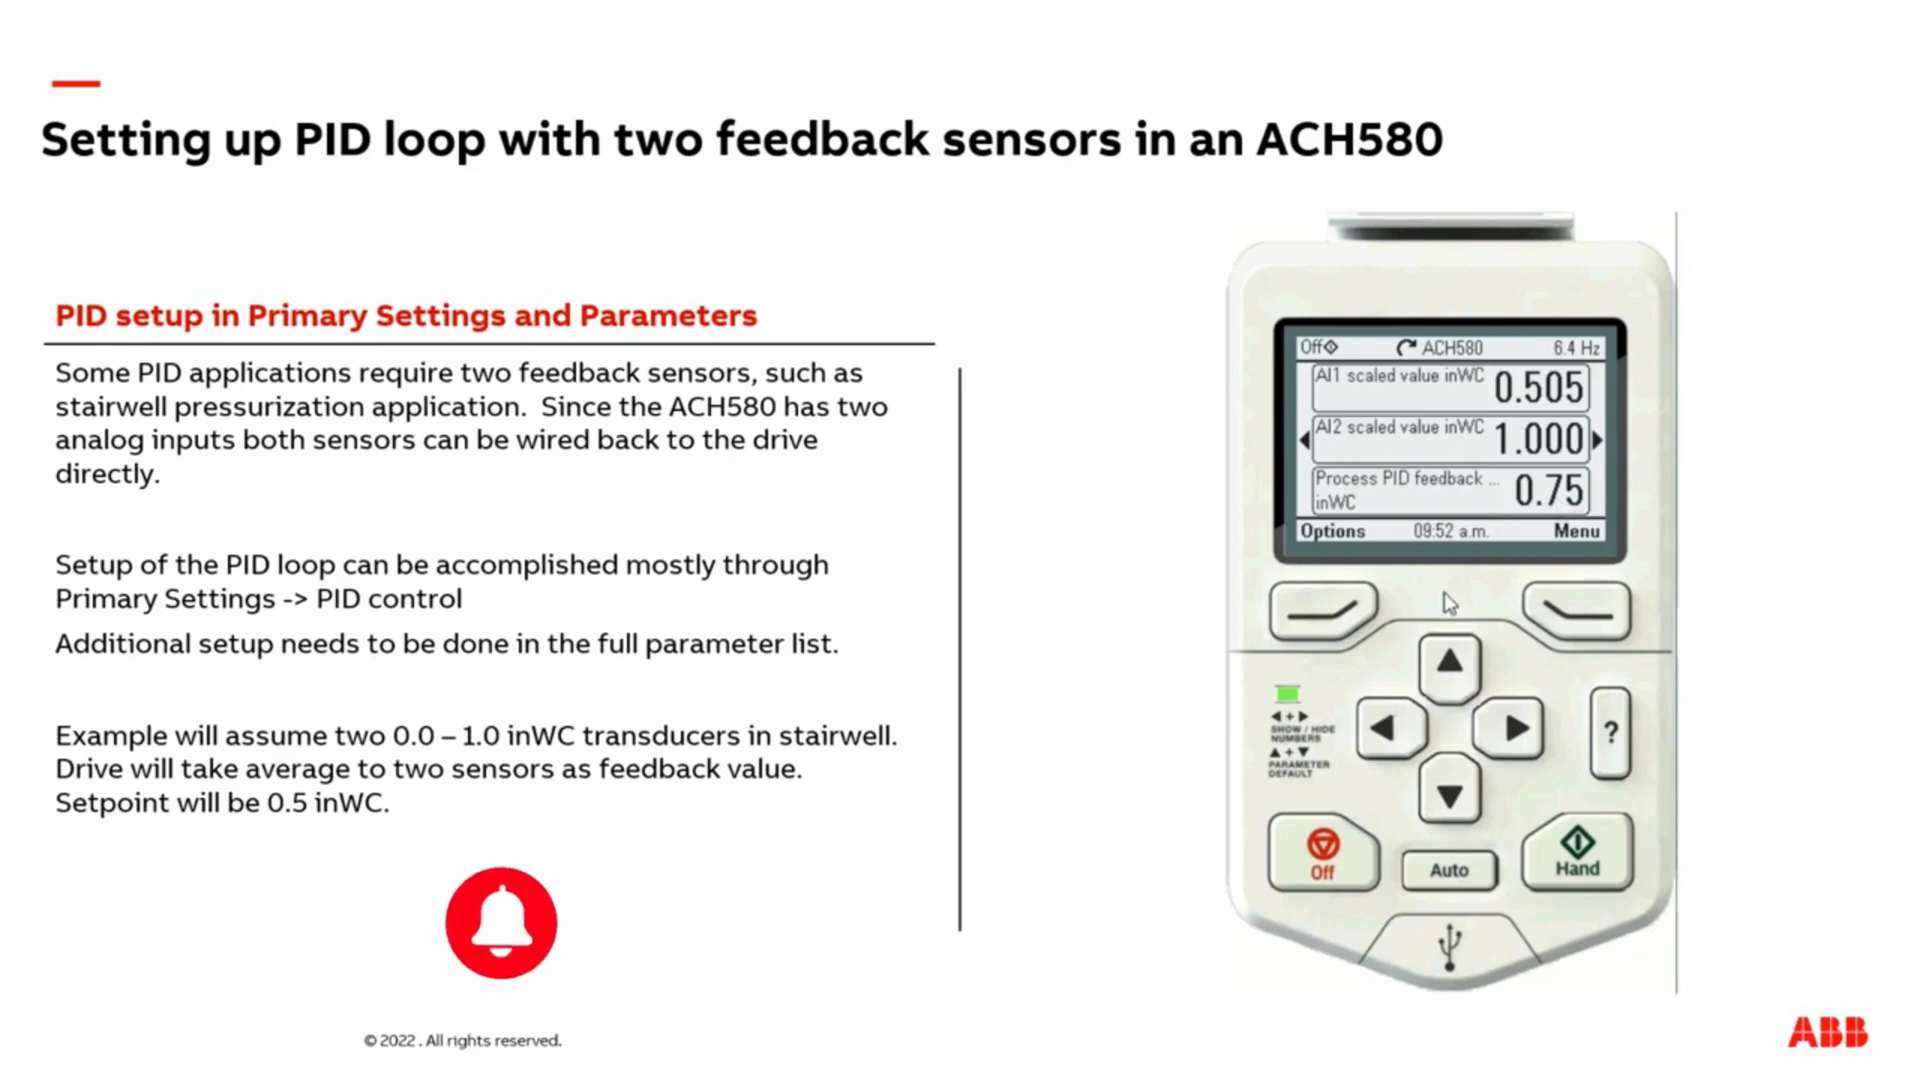 Setting up PID loop with two feedback sensors in an ACH580
PID setup in Primary Settings and Parameters
Some PID applications require two feedback sensors, such as
stairwell pressurization application.  Since the ACH580 has two
analog inputs both sensors can be wired back to the drive
directly.
Setup of the PID loop can be accomplished mostly through
Primary Settings -> PID control
Additional setup needs to be done in the full parameter list.
Example will assume two 0.0 – 1.0 inWC transducers in stairwell.
Drive will take average to two sensors as feedback value.
Setpoint will be 0.5 inWC.
© 2022 . All rights reserved.
Off ACH580 6.4 Hz
AI1 scaled value inWC 0.505
AI2 scaled value inWC 1.000
Process PID feedback ...
inWC 0.75
Options 09:52 a.m. Menu
SHOW / HIDE
NUMBERS
PARAMETER
DEFAULT
?
Off
Auto
Hand
ABB